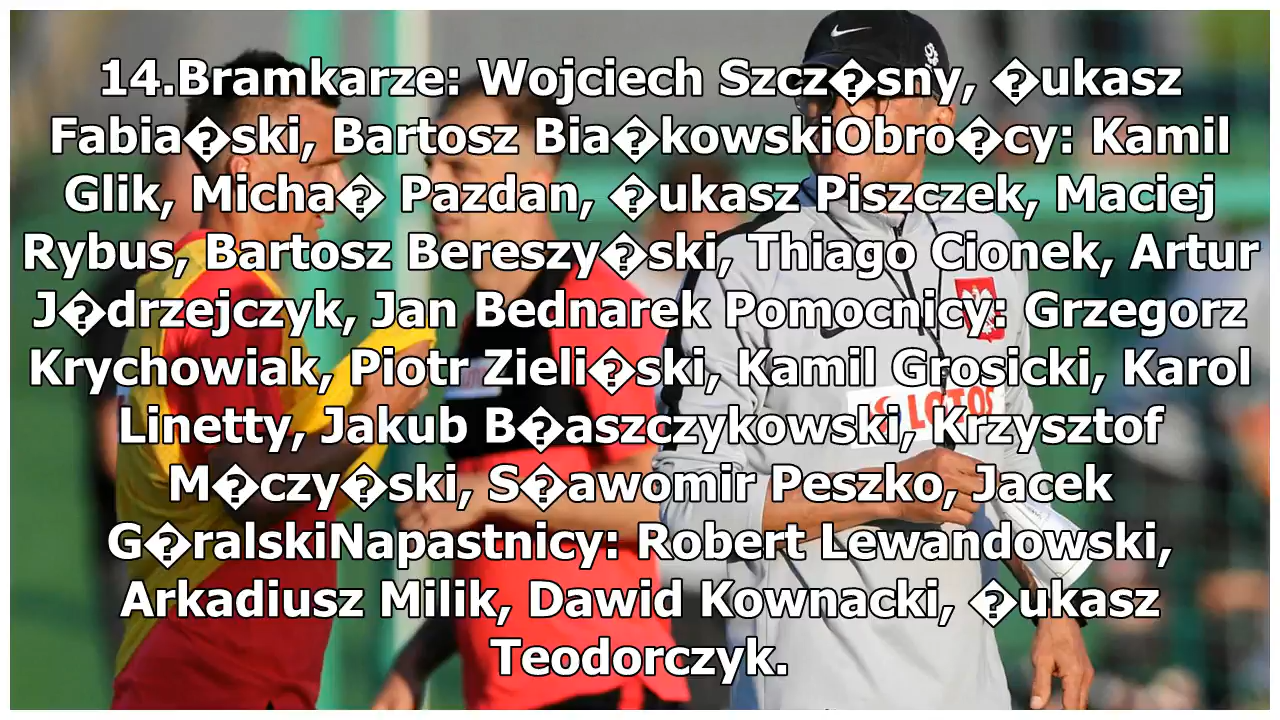 14.Bramkarze: Wojciech Szcz�sny, �ukasz
Fabia�ski, Bartosz Bia�kowskiObro�cy: Kamil
Glik, Micha� Pazdan, �ukasz Piszczek, Maciej
Rybus, Bartosz Bereszy�ski, Thiago Cionek, Artur
J�drzejczyk, Jan Bednarek Pomocnicy: Grzegorz
Krychowiak, Piotr Zieli�ski, Kamil Grosicki, Karol
Linetty, Jakub B�aszczykowski, Krzysztof
M�czy�ski, S�awomir Peszko, Jacek
G�ralskiNapastnicy: Robert Lewandowski,
Arkadiusz Milik, Dawid Kownacki, �ukasz
Teodorczyk.
LOTOS